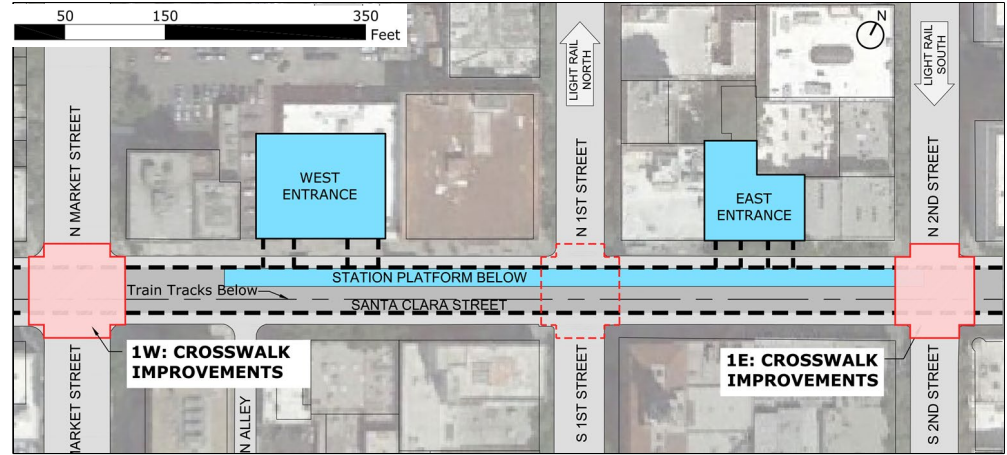 50 150 350
Feet
N
LIGHT RAIL
NORTH
LIGHT RAIL
SOUTH
N MARKET STREET
WEST
ENTRANCE
N 1ST STREET
EAST
ENTRANCE
N 2ND STREET
STATION PLATFORM BELOW
Train Tracks Below
SANTA CLARA STREET
1W: CROSSWALK
IMPROVEMENTS
1E: CROSSWALK
IMPROVEMENTS
MARKET STREET
N ALLEY
S 1ST STREET
S 2ND STREET